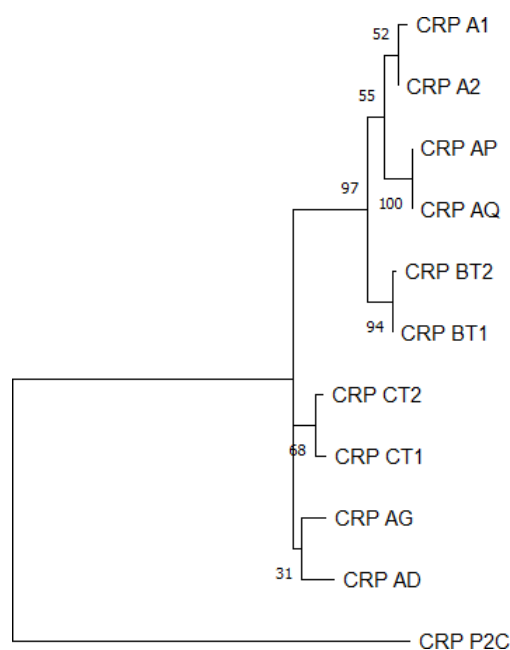 52
CRP A1
CRP A2
55
CRP AP
100
CRP AQ
97
CRP BT2
94
CRP BT1
CRP CT2
68
CRP CT1
CRP AG
31
CRP AD
CRP P2C